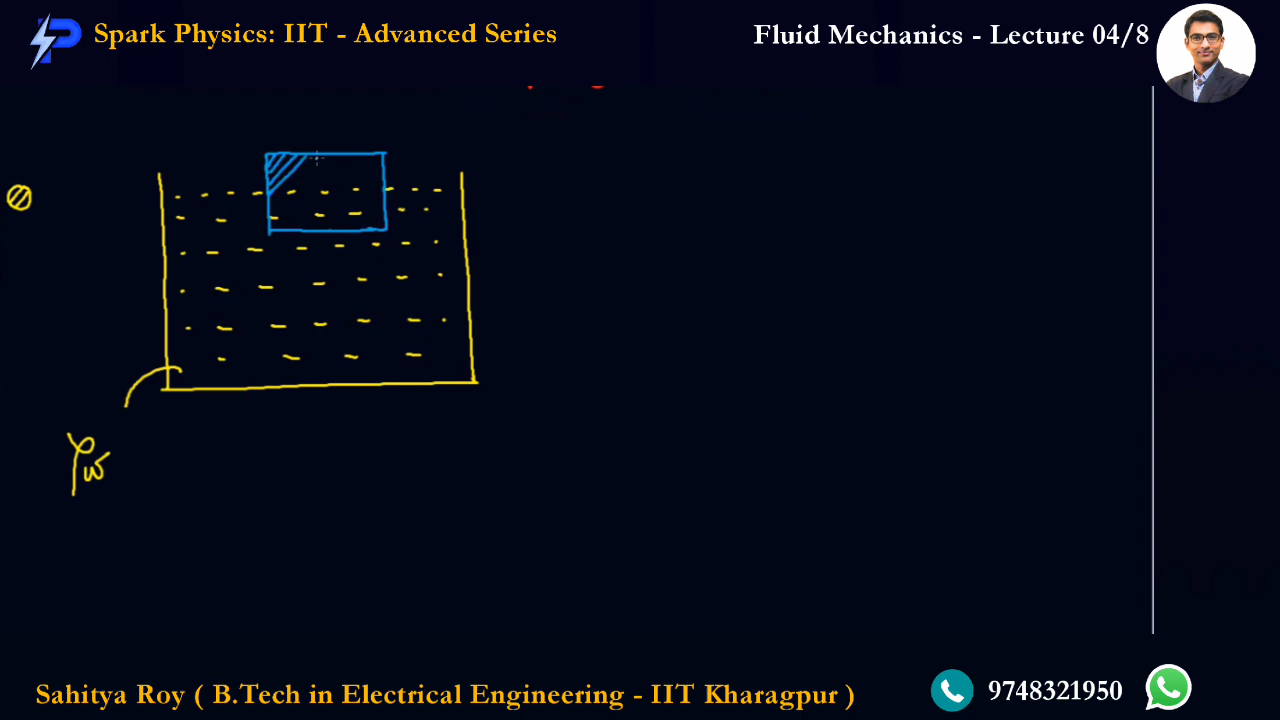 Spark Physics: IIT - Advanced Series
Fluid Mechanics - Lecture 04/8
ρw
Sahitya Roy ( B.Tech in Electrical Engineering - IIT Kharagpur )
9748321950